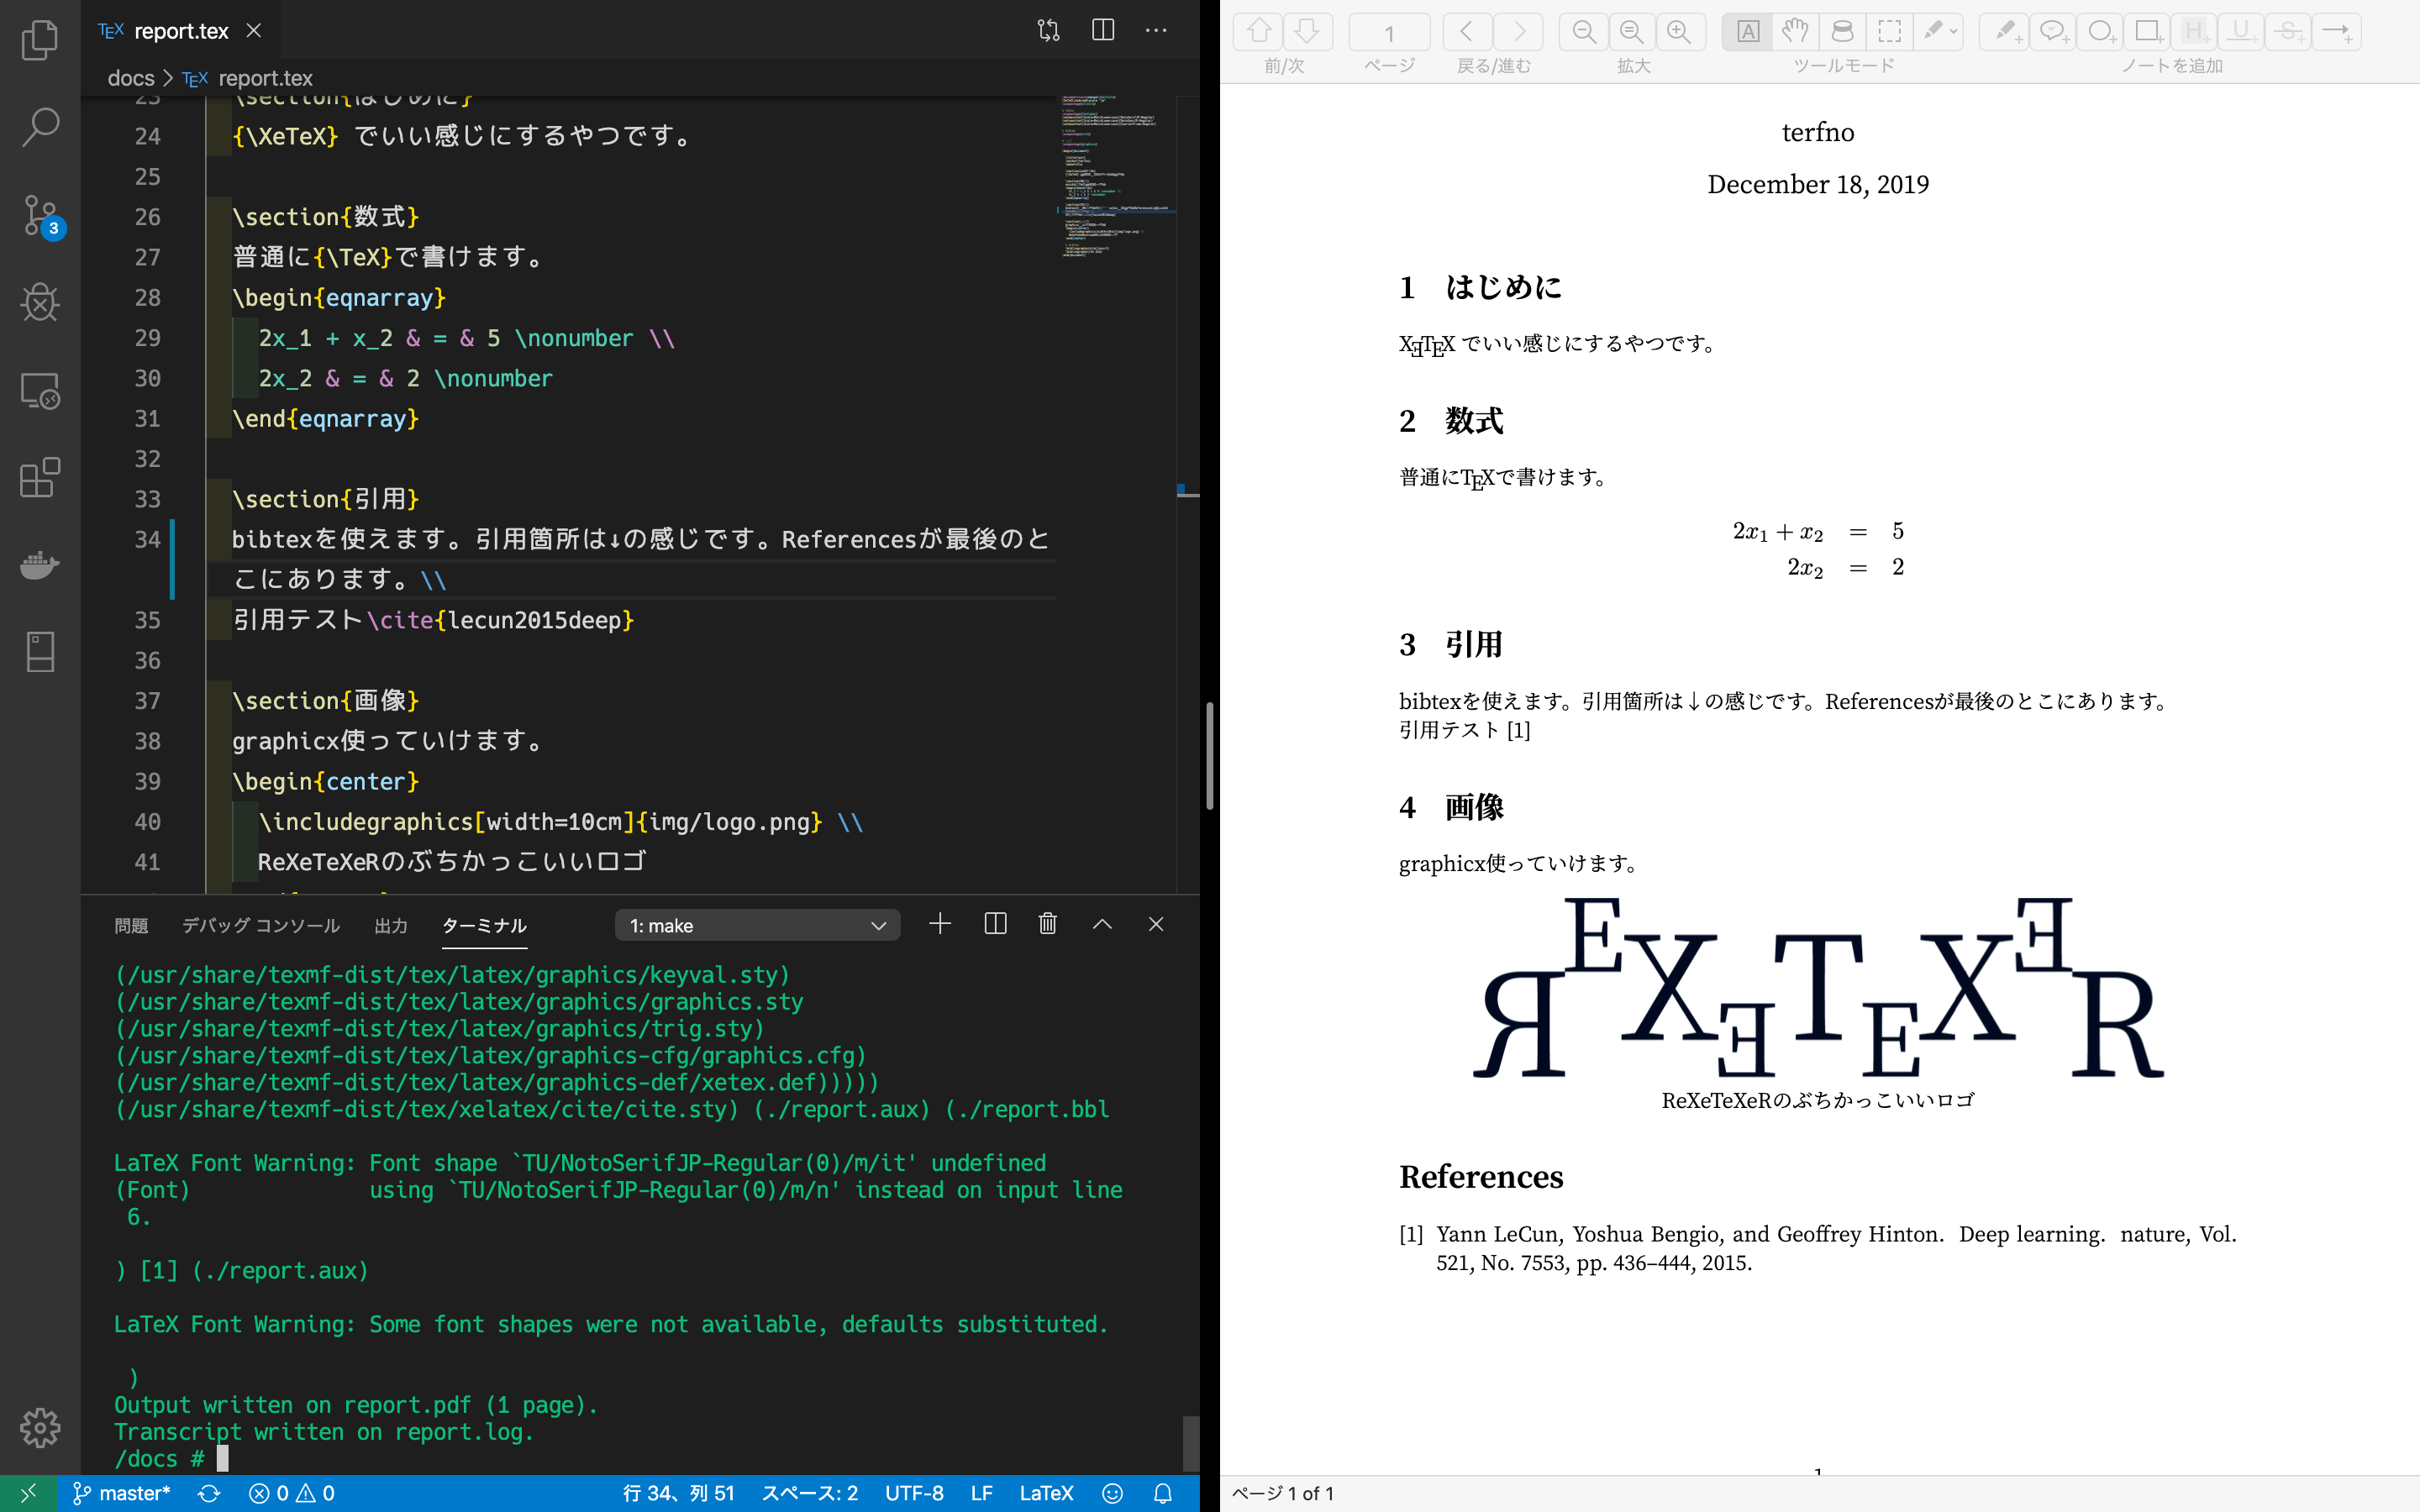 TEX report.tex
docs > TEX report.tex
23 \section{はじめに}
24 {\XeTeX} でいい感じにするやつです。
25
26 \section{数式}
27 普通に{\TeX}で書けます。
28 \begin{eqnarray}
29 2x_1 + x_2 & = & 5 \nonumber \\
30 2x_2 & = & 2 \nonumber
31 \end{eqnarray}
32
33 \section{引用}
34 bibtexを使えます。引用箇所は↓の感じです。Referencesが最後のと
こにあります。\\
35 引用テスト\cite{lecun2015deep}
36
37 \section{画像}
38 graphicx使っていけます。
39 \begin{center}
40 \includegraphics[width=10cm]{img/logo.png} \\
41 ReXeTeXeRのぶちかっこいいロゴ
3
問題 デバッグ コンソール 出力 ターミナル 1: make
(/usr/share/texmf-dist/tex/latex/graphics/keyval.sty)
(/usr/share/texmf-dist/tex/latex/graphics/graphics.sty
(/usr/share/texmf-dist/tex/latex/graphics/trig.sty)
(/usr/share/texmf-dist/tex/latex/graphics-cfg/graphics.cfg)
(/usr/share/texmf-dist/tex/latex/graphics-def/xetex.def)))))
(/usr/share/texmf-dist/tex/xelatex/cite/cite.sty) (./report.aux) (./report.bbl
LaTeX Font Warning: Font shape `TU/NotoSerifJP-Regular(0)/m/it' undefined
(Font) using `TU/NotoSerifJP-Regular(0)/m/n' instead on input line
6.
) [1] (./report.aux)
LaTeX Font Warning: Some font shapes were not available, defaults substituted.
)
Output written on report.pdf (1 page).
Transcript written on report.log.
/docs #
master* 0 0 行 34、列 51 スペース: 2 UTF-8 LF LaTeX
1 A H U S
前/次 ページ 戻る/進む 拡大 ツールモード ノートを追加
terfno
December 18, 2019
1 はじめに
XƎTEX でいい感じにするやつです。
2 数式
普通にTEXで書けます。
2x₁ + x₂ = 5
2x₂ = 2
3 引用
bibtexを使えます。引用箇所は↓の感じです。Referencesが最後のとこにあります。
引用テスト [1]
4 画像
graphicx使っていけます。
ЯEXƎTEXƎR
ReXeTeXeRのぶちかっこいいロゴ
References
[1] Yann LeCun, Yoshua Bengio, and Geoffrey Hinton. Deep learning. nature, Vol.
521, No. 7553, pp. 436–444, 2015.
1
ページ 1 of 1